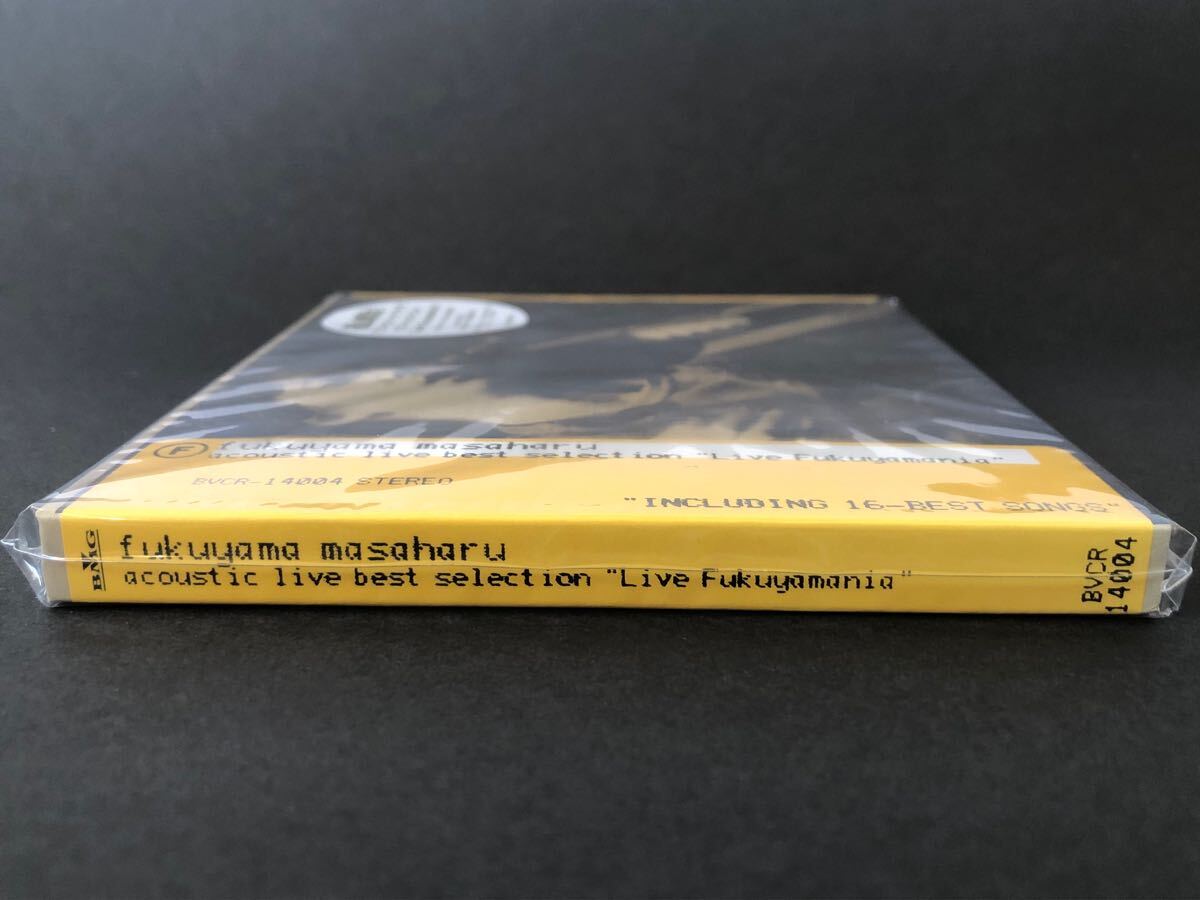 F
fukuyama masaharu
acoustic live best selection "Live Fukuyamania"
BVCR-14004 STEREO
"INCLUDING 16-BEST SONGS"
BMG
fukuyama masaharu
acoustic live best selection "Live Fukuyamania"
BVCR
14004